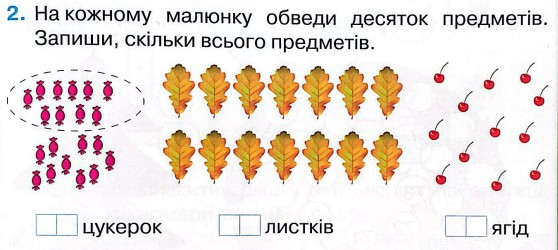 2. На кожному малюнку обведи десяток предметів.
Запиши, скільки всього предметів.
цукерок листків ягід